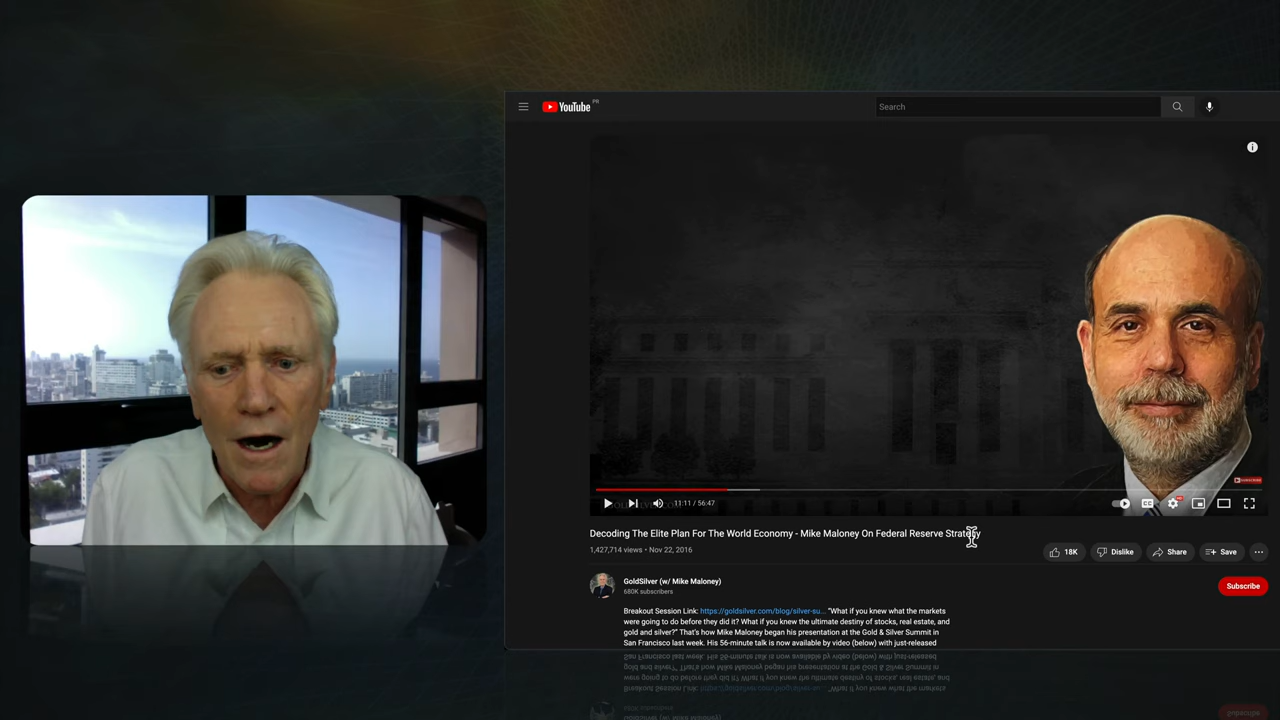 YouTube PR
Search
11:11 / 56:47
Decoding The Elite Plan For The World Economy - Mike Maloney On Federal Reserve Strategy
1,427,714 views • Nov 22, 2016
18K
Dislike
Share
Save
GoldSilver (w/ Mike Maloney)
680K subscribers
Subscribe
Breakout Session Link: https://goldsilver.com/blog/silver-su... "What if you knew what the markets
were going to do before they did it? What if you knew the ultimate destiny of stocks, real estate, and
gold and silver?" That's how Mike Maloney began his presentation at the Gold & Silver Summit in
San Francisco last week. His 56-minute talk is now available by video (below) with just-released